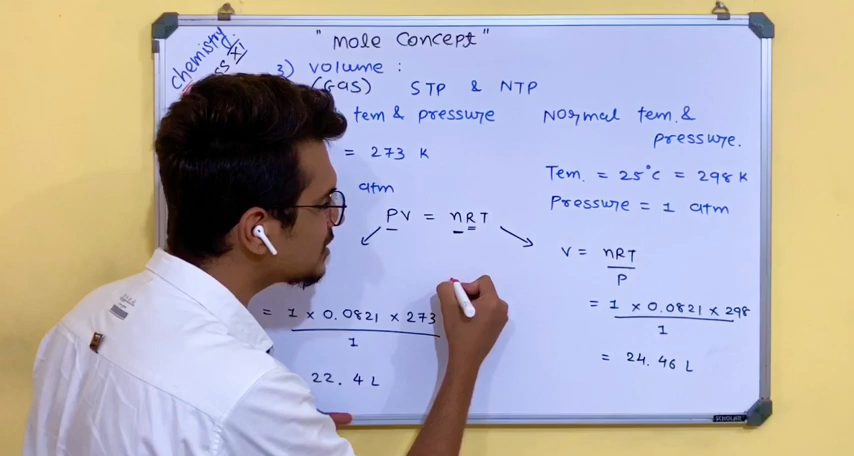 chemistry
"Mole Concept"
XI
3) Volume :
(Gas) STP & NTP
tem & pressure
= 273 K
atm
PV = nRT
= 1 x 0.0821 x 273
1
22.4 L
Normal tem. &
pressure.
Tem. = 25°C = 298 K
Pressure = 1 atm
V = nRT
P
= 1 x 0.0821 x 298
1
= 24.46 L
SCHOLAR